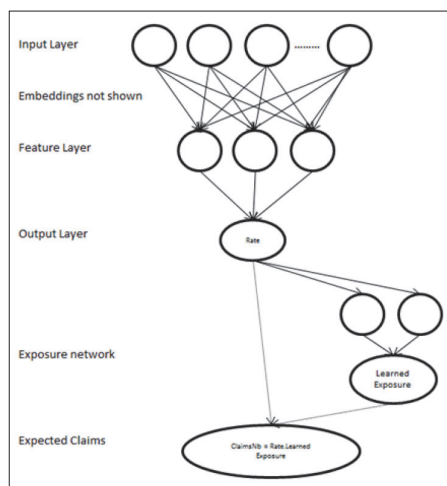 Input Layer
.........
Embeddings not shown
Feature Layer
Output Layer
Rate
Exposure network
Learned
Exposure
Expected Claims
ClaimsNb = Rate.Learned
Exposure